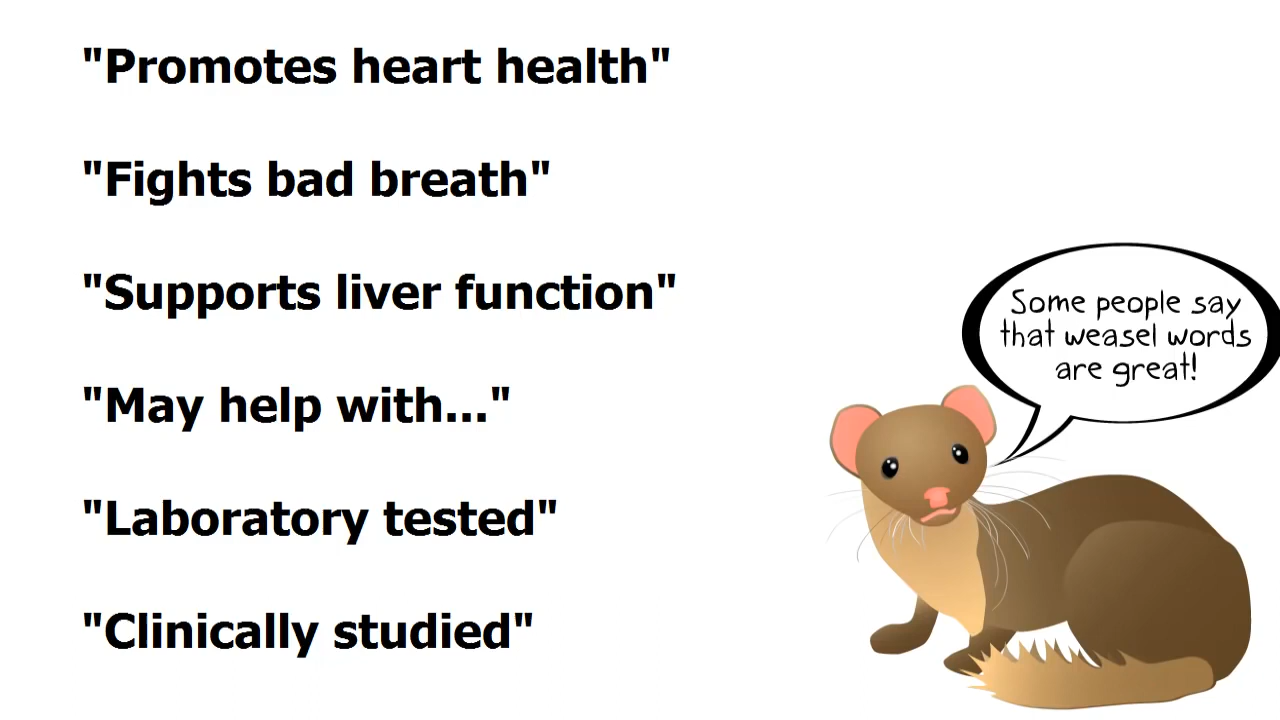 "Promotes heart health"
"Fights bad breath"
"Supports liver function"
"May help with..."
"Laboratory tested"
"Clinically studied"
Some people say
that weasel words
are great!